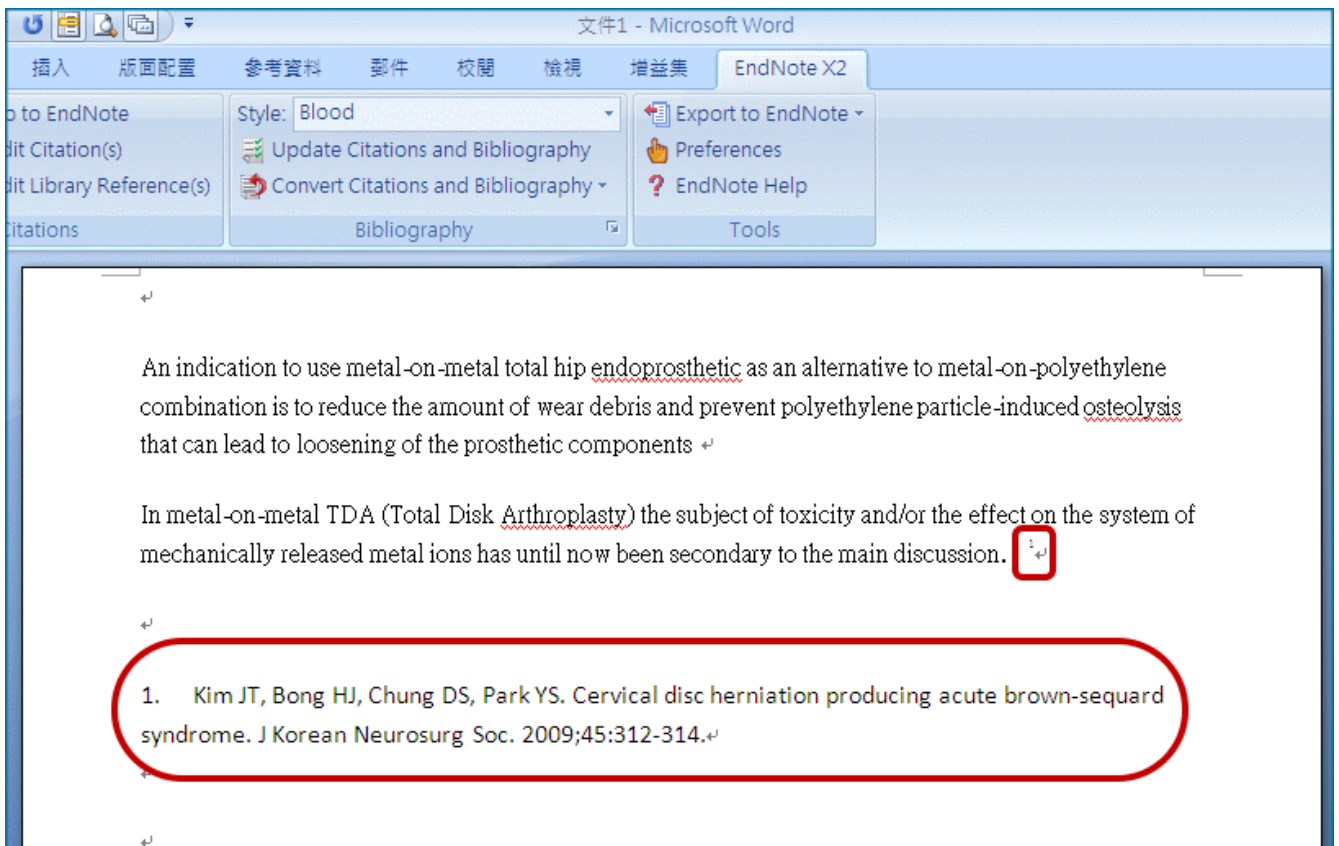 文件1 - Microsoft Word
插入 版面配置 參考資料 郵件 校閱 檢視 增益集 EndNote X2
to EndNote Style: Blood Export to EndNote
dit Citation(s) Update Citations and Bibliography Preferences
dit Library Reference(s) Convert Citations and Bibliography ? EndNote Help
itations Bibliography Tools
An indication to use metal-on-metal total hip endoprosthetic as an alternative to metal-on-polyethylene
combination is to reduce the amount of wear debris and prevent polyethylene particle-induced osteolysis
that can lead to loosening of the prosthetic components
In metal-on-metal TDA (Total Disk Arthroplasty) the subject of toxicity and/or the effect on the system of
mechanically released metal ions has until now been secondary to the main discussion. 1
1. Kim JT, Bong HJ, Chung DS, Park YS. Cervical disc herniation producing acute brown-sequard
syndrome. J Korean Neurosurg Soc. 2009;45:312-314.